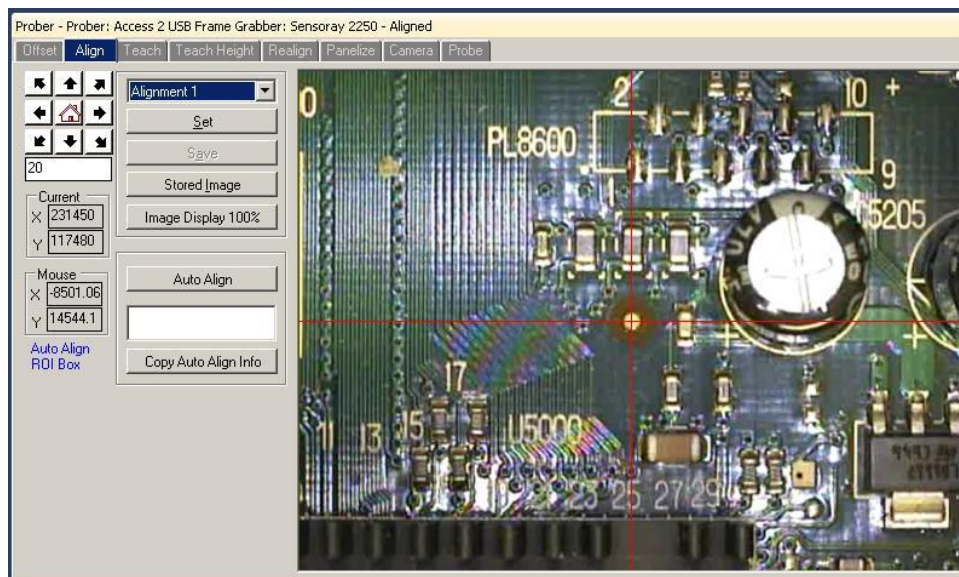 Prober - Prober: Access 2 USB Frame Grabber: Sensoray 2250 - Aligned
Offset Align Teach Teach Height Realign Panelize Camera Probe
Alignment 1
Set
Save
Stored Image
Image Display 100%
20
Current
X 231450
Y 117480
Mouse
X -8501.06
Y 14544.1
Auto Align
ROI Box
Auto Align
Copy Auto Align Info
2 10 +
PL8600
1 9
C5205
17
11 13 15 U5000
23 25 27 29